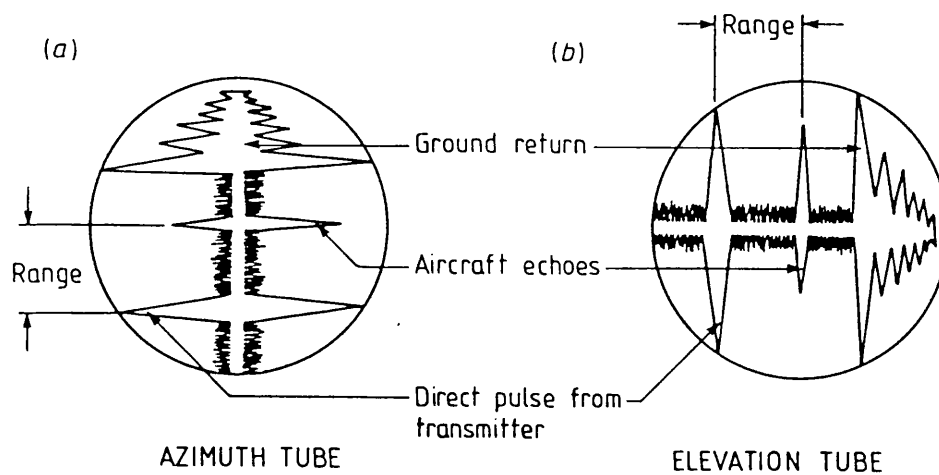 (a)
Range
(b)
Ground return
Aircraft echoes
Range
Direct pulse from
transmitter
AZIMUTH TUBE
ELEVATION TUBE